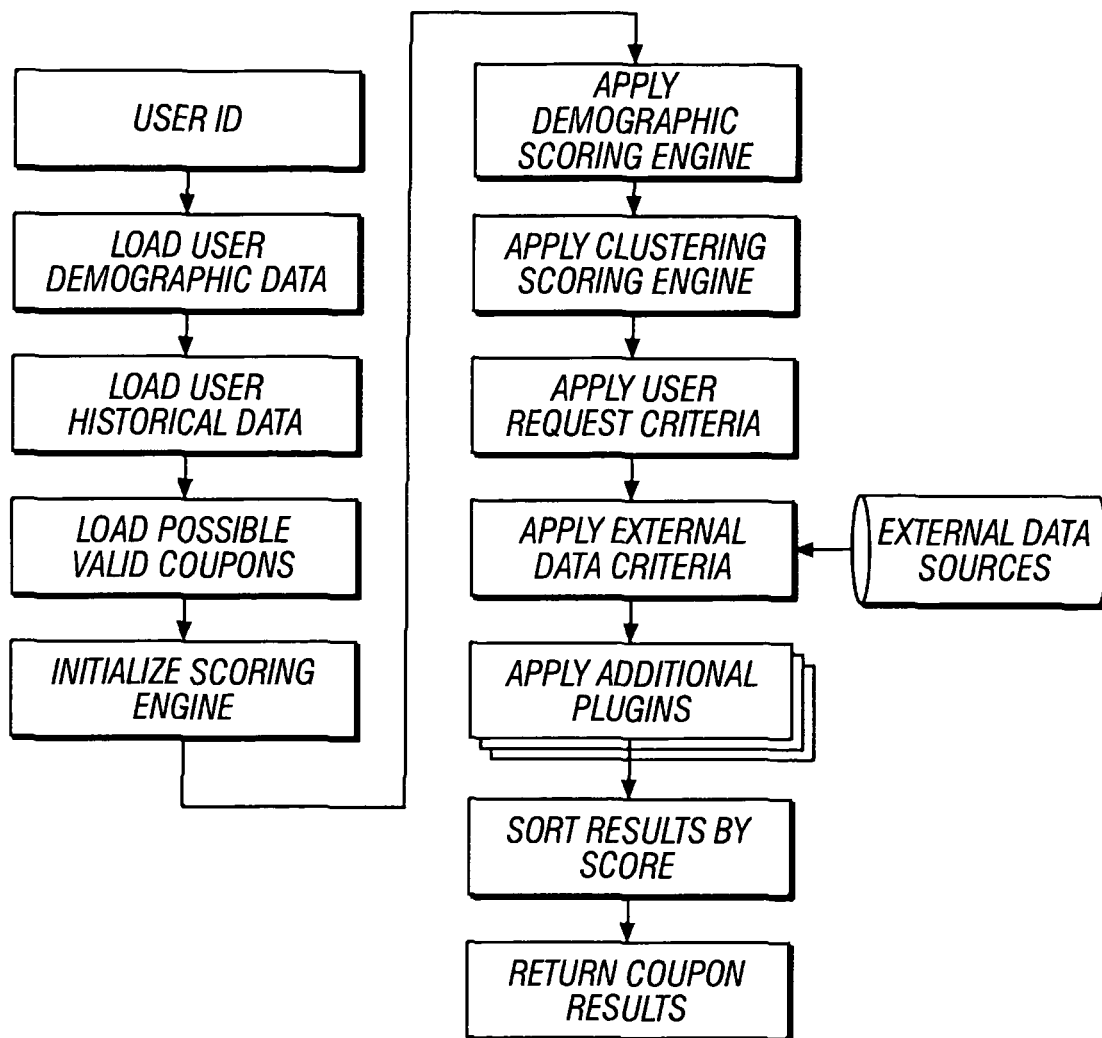 USER ID
LOAD USER
DEMOGRAPHIC DATA
LOAD USER
HISTORICAL DATA
LOAD POSSIBLE
VALID COUPONS
INITIALIZE SCORING
ENGINE
APPLY
DEMOGRAPHIC
SCORING ENGINE
APPLY CLUSTERING
SCORING ENGINE
APPLY USER
REQUEST CRITERIA
APPLY EXTERNAL
DATA CRITERIA
EXTERNAL DATA
SOURCES
APPLY ADDITIONAL
PLUGINS
SORT RESULTS BY
SCORE
RETURN COUPON
RESULTS